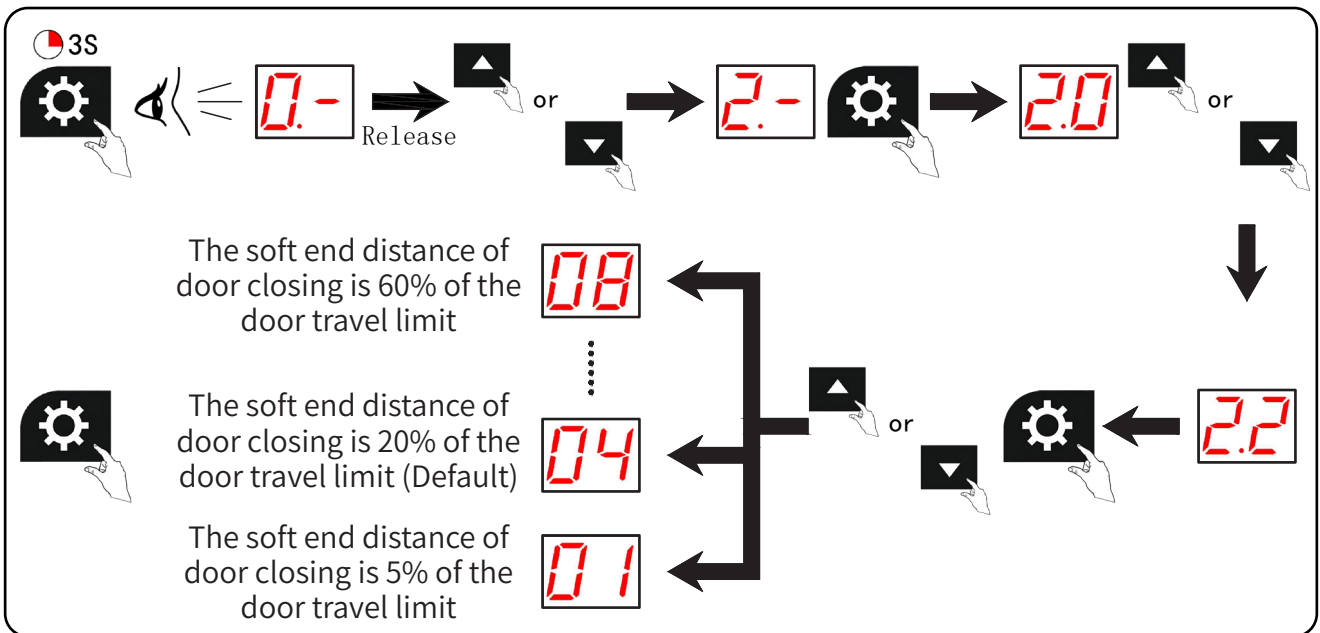 3S
0.-
Release
or
2.-
2.0
or
The soft end distance of
door closing is 60% of the
door travel limit
08
The soft end distance of
door closing is 20% of the
door travel limit (Default)
04
or
2.2
The soft end distance of
door closing is 5% of the
door travel limit
01